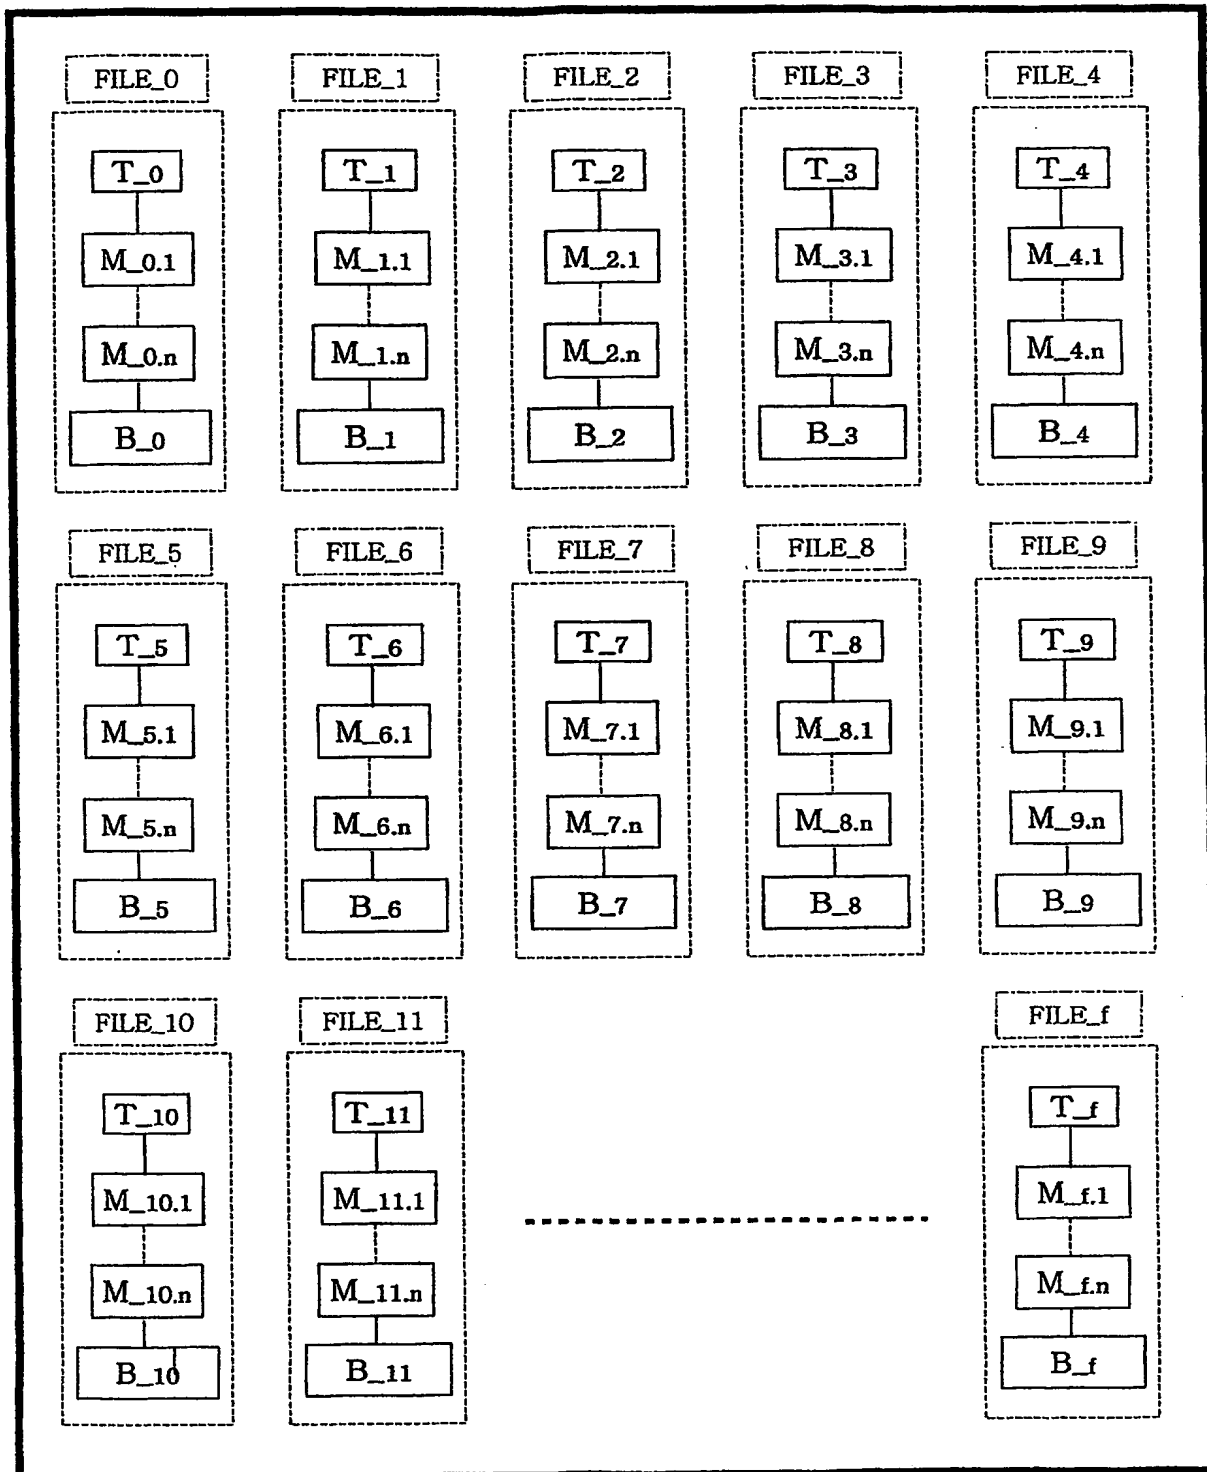 FILE_0 FILE_1 FILE_2 FILE_3 FILE_4
T_0 T_1 T_2 T_3 T_4
M_0.1 M_1.1 M_2.1 M_3.1 M_4.1
M_0.n M_1.n M_2.n M_3.n M_4.n
B_0 B_1 B_2 B_3 B_4
FILE_5 FILE_6 FILE_7 FILE_8 FILE_9
T_5 T_6 T_7 T_8 T_9
M_5.1 M_6.1 M_7.1 M_8.1 M_9.1
M_5.n M_6.n M_7.n M_8.n M_9.n
B_5 B_6 B_7 B_8 B_9
FILE_10 FILE_11 FILE_f
T_10 T_11 T_f
M_10.1 M_11.1 M_f.1
M_10.n M_11.n M_f.n
B_10 B_11 B_f